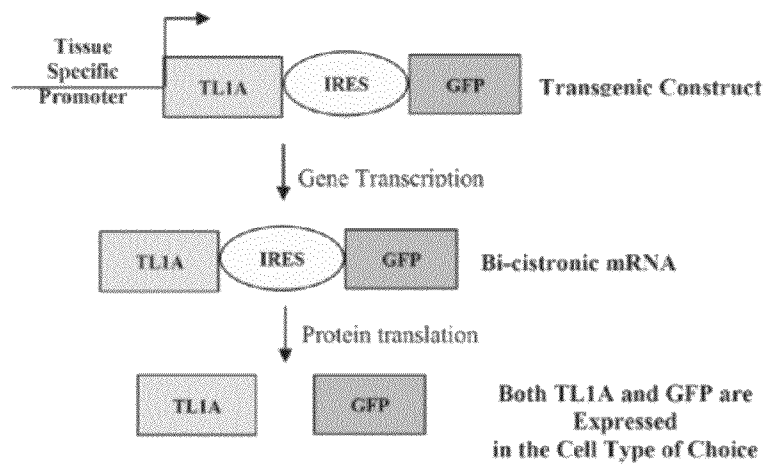 Tissue
Specific
Promoter
TL1A
IRES
GFP
Transgenic Construct
Gene Transcription
TL1A
IRES
GFP
Bi-cistronic mRNA
Protein translation
TL1A
GFP
Both TL1A and GFP are
Expressed
in the Cell Type of Choice